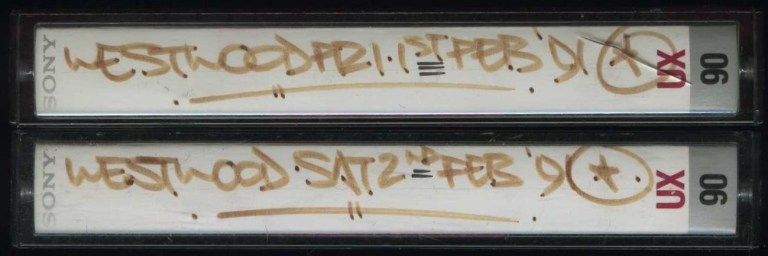 SONY WESTWOOD FRI. 1ST FEB '91 UX 90
SONY WESTWOOD SAT 2ND FEB '91 UX 90